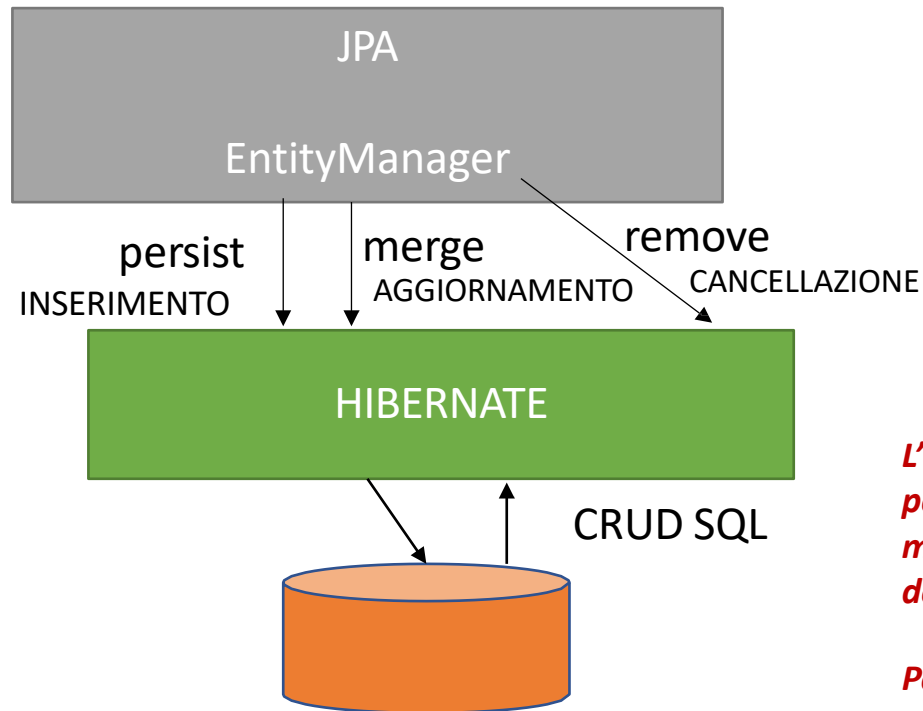 JPA
EntityManager
persist
merge
remove
INSERIMENTO
AGGIORNAMENTO
CANCELLAZIONE
HIBERNATE
CRUD SQL
L’